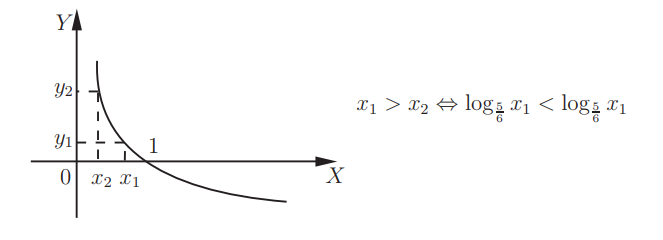 Y
y₂
y₁
1
0
x₂ x₁
X
x₁ > x₂ ⇔ log_{5/6} x₁ < log_{5/6} x₁